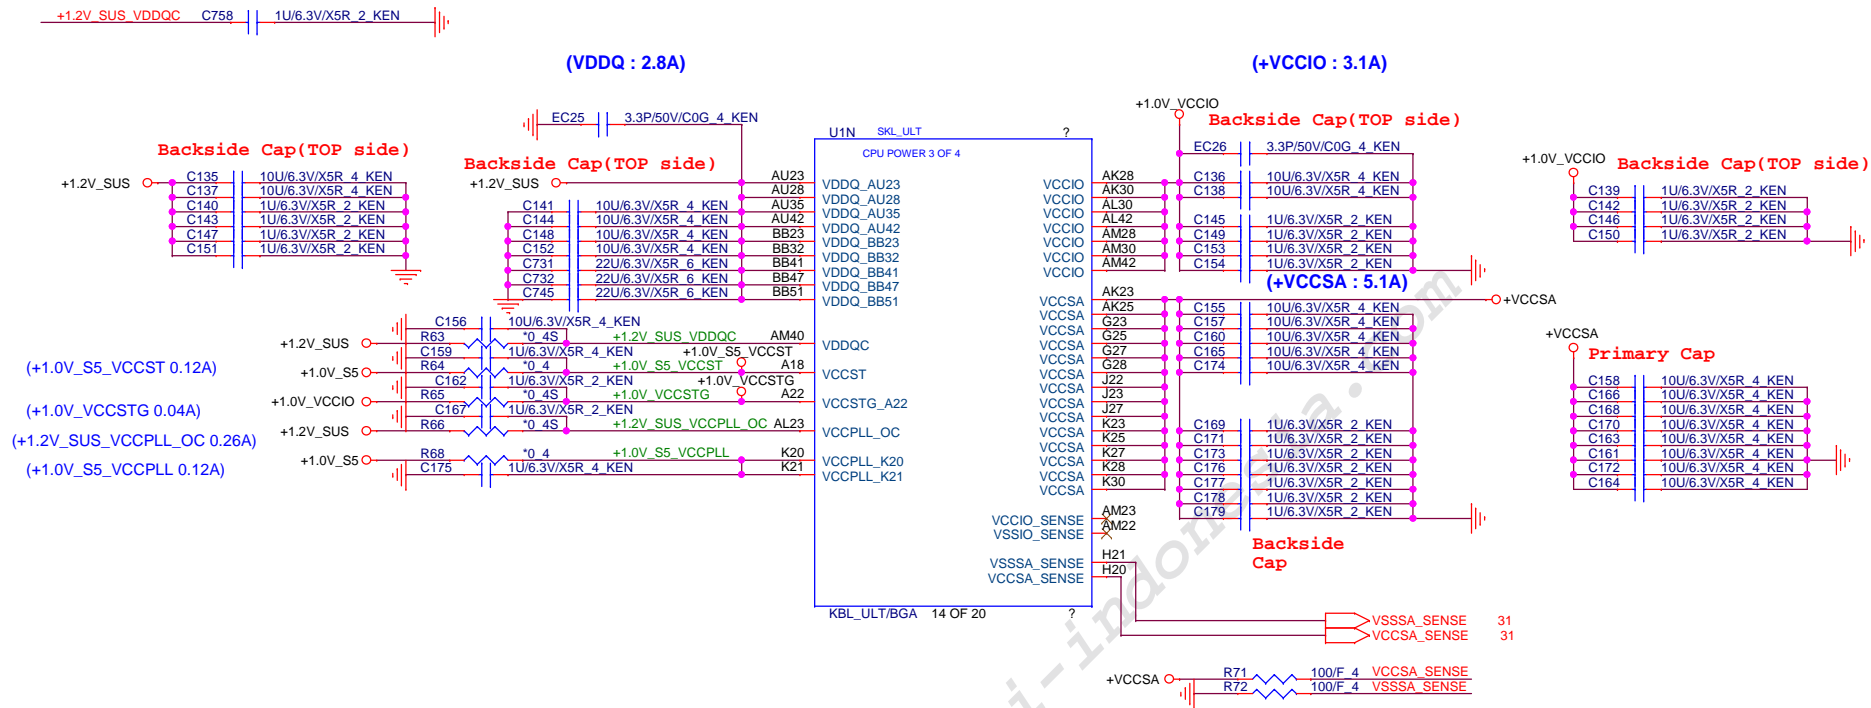 +1.2V_SUS_VDDQC C758 1U/6.3V/X5R_2_KEN
(VDDQ : 2.8A)
(+VCCIO : 3.1A)
EC25 3.3P/50V/C0G_4_KEN
Backside Cap(TOP side)
+1.2V_SUS
C135 10U/6.3V/X5R_4_KEN
C137 10U/6.3V/X5R_4_KEN
C140 1U/6.3V/X5R_2_KEN
C143 1U/6.3V/X5R_2_KEN
C147 1U/6.3V/X5R_2_KEN
C151 1U/6.3V/X5R_2_KEN
Backside Cap(TOP side)
+1.2V_SUS
C141 10U/6.3V/X5R_4_KEN
C144 10U/6.3V/X5R_4_KEN
C148 10U/6.3V/X5R_4_KEN
C152 10U/6.3V/X5R_4_KEN
C731 22U/6.3V/X5R_6_KEN
C732 22U/6.3V/X5R_6_KEN
C745 22U/6.3V/X5R_6_KEN
C156 10U/6.3V/X5R_4_KEN
+1.2V_SUS R63 *0_4S +1.2V_SUS_VDDQC
C159 1U/6.3V/X5R_4_KEN +1.0V_S5_VCCST
(+1.0V_S5_VCCST 0.12A)
+1.0V_S5 R64 *0_4 +1.0V_S5_VCCST
C162 1U/6.3V/X5R_2_KEN +1.0V_VCCSTG
(+1.0V_VCCSTG 0.04A)
+1.0V_VCCIO R65 *0_4S +1.0V_VCCSTG
C167 1U/6.3V/X5R_2_KEN
(+1.2V_SUS_VCCPLL_OC 0.26A)
+1.2V_SUS R66 *0_4S +1.2V_SUS_VCCPLL_OC
(+1.0V_S5_VCCPLL 0.12A)
+1.0V_S5 R68 *0_4 +1.0V_S5_VCCPLL
C175 1U/6.3V/X5R_4_KEN
U1N SKL_ULT ?
CPU POWER 3 OF 4
AU23 VDDQ_AU23
AU28 VDDQ_AU28
AU35 VDDQ_AU35
AU42 VDDQ_AU42
BB23 VDDQ_BB23
BB32 VDDQ_BB32
BB41 VDDQ_BB41
BB47 VDDQ_BB47
BB51 VDDQ_BB51
AM40 VDDQC
A18 VCCST
A22 VCCSTG_A22
AL23 VCCPLL_OC
K20 VCCPLL_K20
K21 VCCPLL_K21
VCCIO AK28
VCCIO AK30
VCCIO AL30
VCCIO AL42
VCCIO AM28
VCCIO AM30
VCCIO AM42
VCCSA AK23
VCCSA AK25
VCCSA G23
VCCSA G25
VCCSA G27
VCCSA G28
VCCSA J22
VCCSA J23
VCCSA J27
VCCSA K23
VCCSA K25
VCCSA K27
VCCSA K28
VCCSA K30
VCCIO_SENSE AM23
VSSIO_SENSE AM22
VSSSA_SENSE H21
VCCSA_SENSE H20
KBL_ULT/BGA 14 OF 20 ?
+1.0V_VCCIO
Backside Cap(TOP side)
EC26 3.3P/50V/C0G_4_KEN
C136 10U/6.3V/X5R_4_KEN
C138 10U/6.3V/X5R_4_KEN
C145 1U/6.3V/X5R_2_KEN
C149 1U/6.3V/X5R_2_KEN
C153 1U/6.3V/X5R_2_KEN
C154 1U/6.3V/X5R_2_KEN
(+VCCSA : 5.1A)
+VCCSA
C155 10U/6.3V/X5R_4_KEN
C157 10U/6.3V/X5R_4_KEN
C160 10U/6.3V/X5R_4_KEN
C165 10U/6.3V/X5R_4_KEN
C174 10U/6.3V/X5R_4_KEN
C169 1U/6.3V/X5R_2_KEN
C171 1U/6.3V/X5R_2_KEN
C173 1U/6.3V/X5R_2_KEN
C176 1U/6.3V/X5R_2_KEN
C177 1U/6.3V/X5R_2_KEN
C178 1U/6.3V/X5R_2_KEN
C179 1U/6.3V/X5R_2_KEN
Backside
Cap
+1.0V_VCCIO
Backside Cap(TOP side)
C139 1U/6.3V/X5R_2_KEN
C142 1U/6.3V/X5R_2_KEN
C146 1U/6.3V/X5R_2_KEN
C150 1U/6.3V/X5R_2_KEN
+VCCSA
Primary Cap
C158 10U/6.3V/X5R_4_KEN
C166 10U/6.3V/X5R_4_KEN
C168 10U/6.3V/X5R_4_KEN
C170 10U/6.3V/X5R_4_KEN
C163 10U/6.3V/X5R_4_KEN
C161 10U/6.3V/X5R_4_KEN
C172 10U/6.3V/X5R_4_KEN
C164 10U/6.3V/X5R_4_KEN
VSSSA_SENSE 31
VCCSA_SENSE 31
+VCCSA R71 100/F_4 VCCSA_SENSE
R72 100/F_4 VSSSA_SENSE
i-indonesia.com